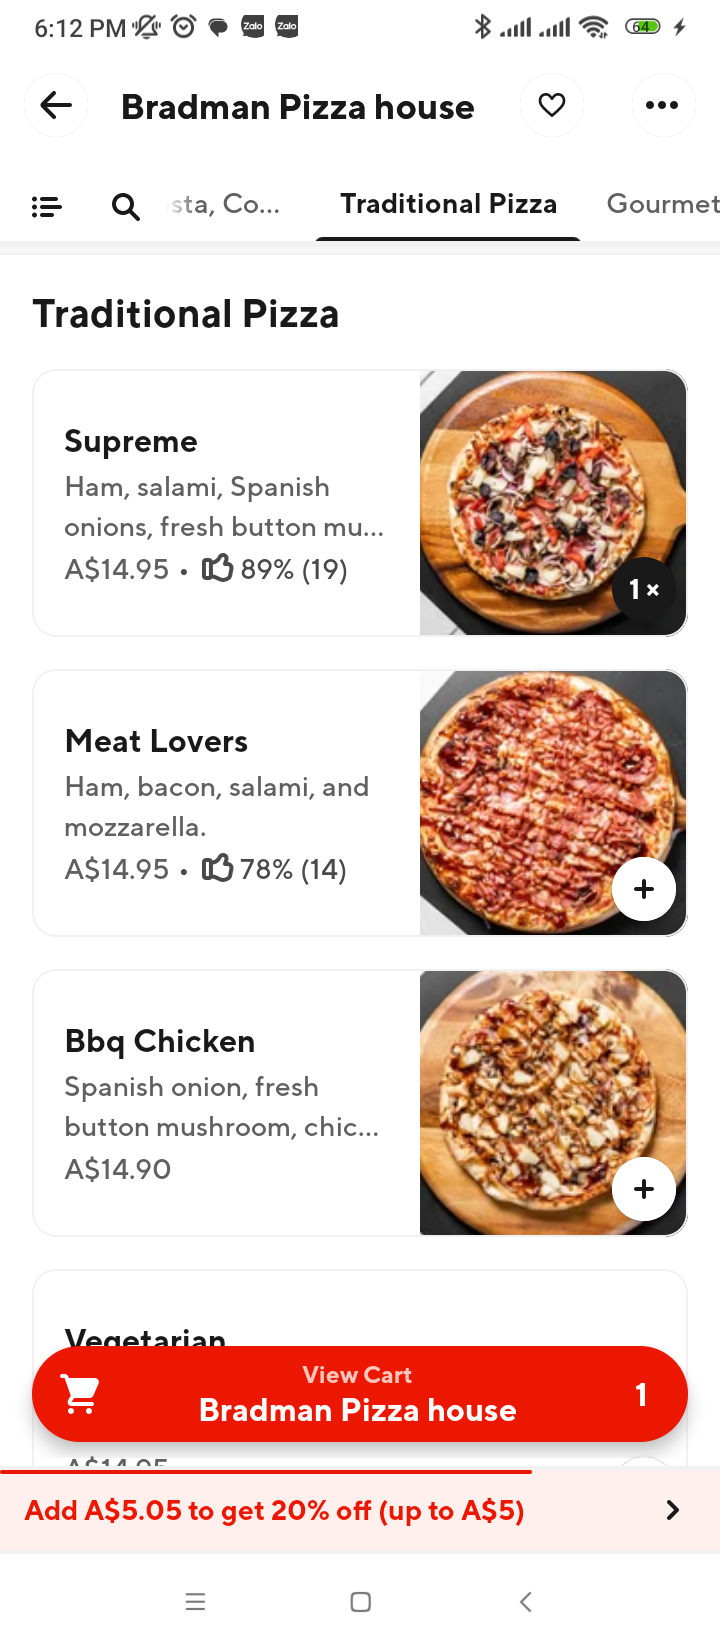 6:12 PM
Zalo
Zalo
64
Bradman Pizza house
sta, Co...
Traditional Pizza
Gourmet
Traditional Pizza
Supreme
Ham, salami, Spanish
onions, fresh button mu...
A$14.95 • 89% (19)
1 ×
Meat Lovers
Ham, bacon, salami, and
mozzarella.
A$14.95 • 78% (14)
+
Bbq Chicken
Spanish onion, fresh
button mushroom, chic...
A$14.90
+
Vegetarian
View Cart
Bradman Pizza house
1
A$14.95
Add A$5.05 to get 20% off (up to A$5)